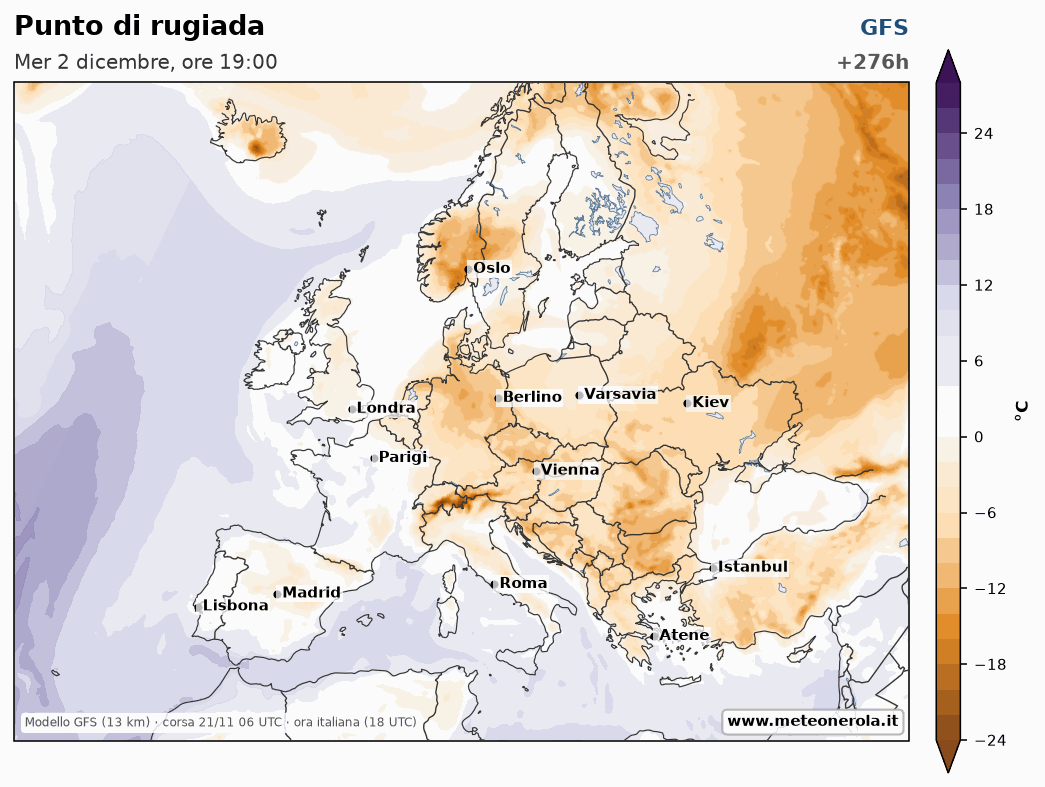 Punto di rugiada
GFS
Mer 2 dicembre, ore 19:00
+276h
24
18
12
6
0
−6
−12
−18
−24
°C
Oslo
Londra
Berlino
Varsavia
Kiev
Parigi
Vienna
Istanbul
Roma
Madrid
Lisbona
Atene
Modello GFS (13 km) · corsa 21/11 06 UTC · ora italiana (18 UTC)
www.meteonerola.it